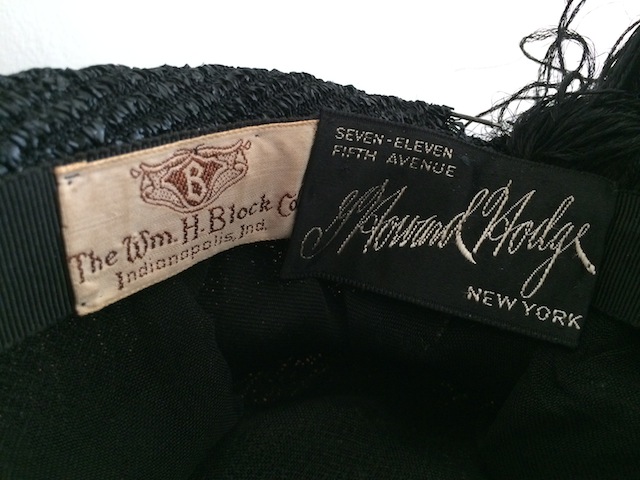 B
The Wm. H. Block Co
Indianapolis, Ind.
SEVEN-ELEVEN
FIFTH AVENUE
G Howard Hodge
NEW YORK